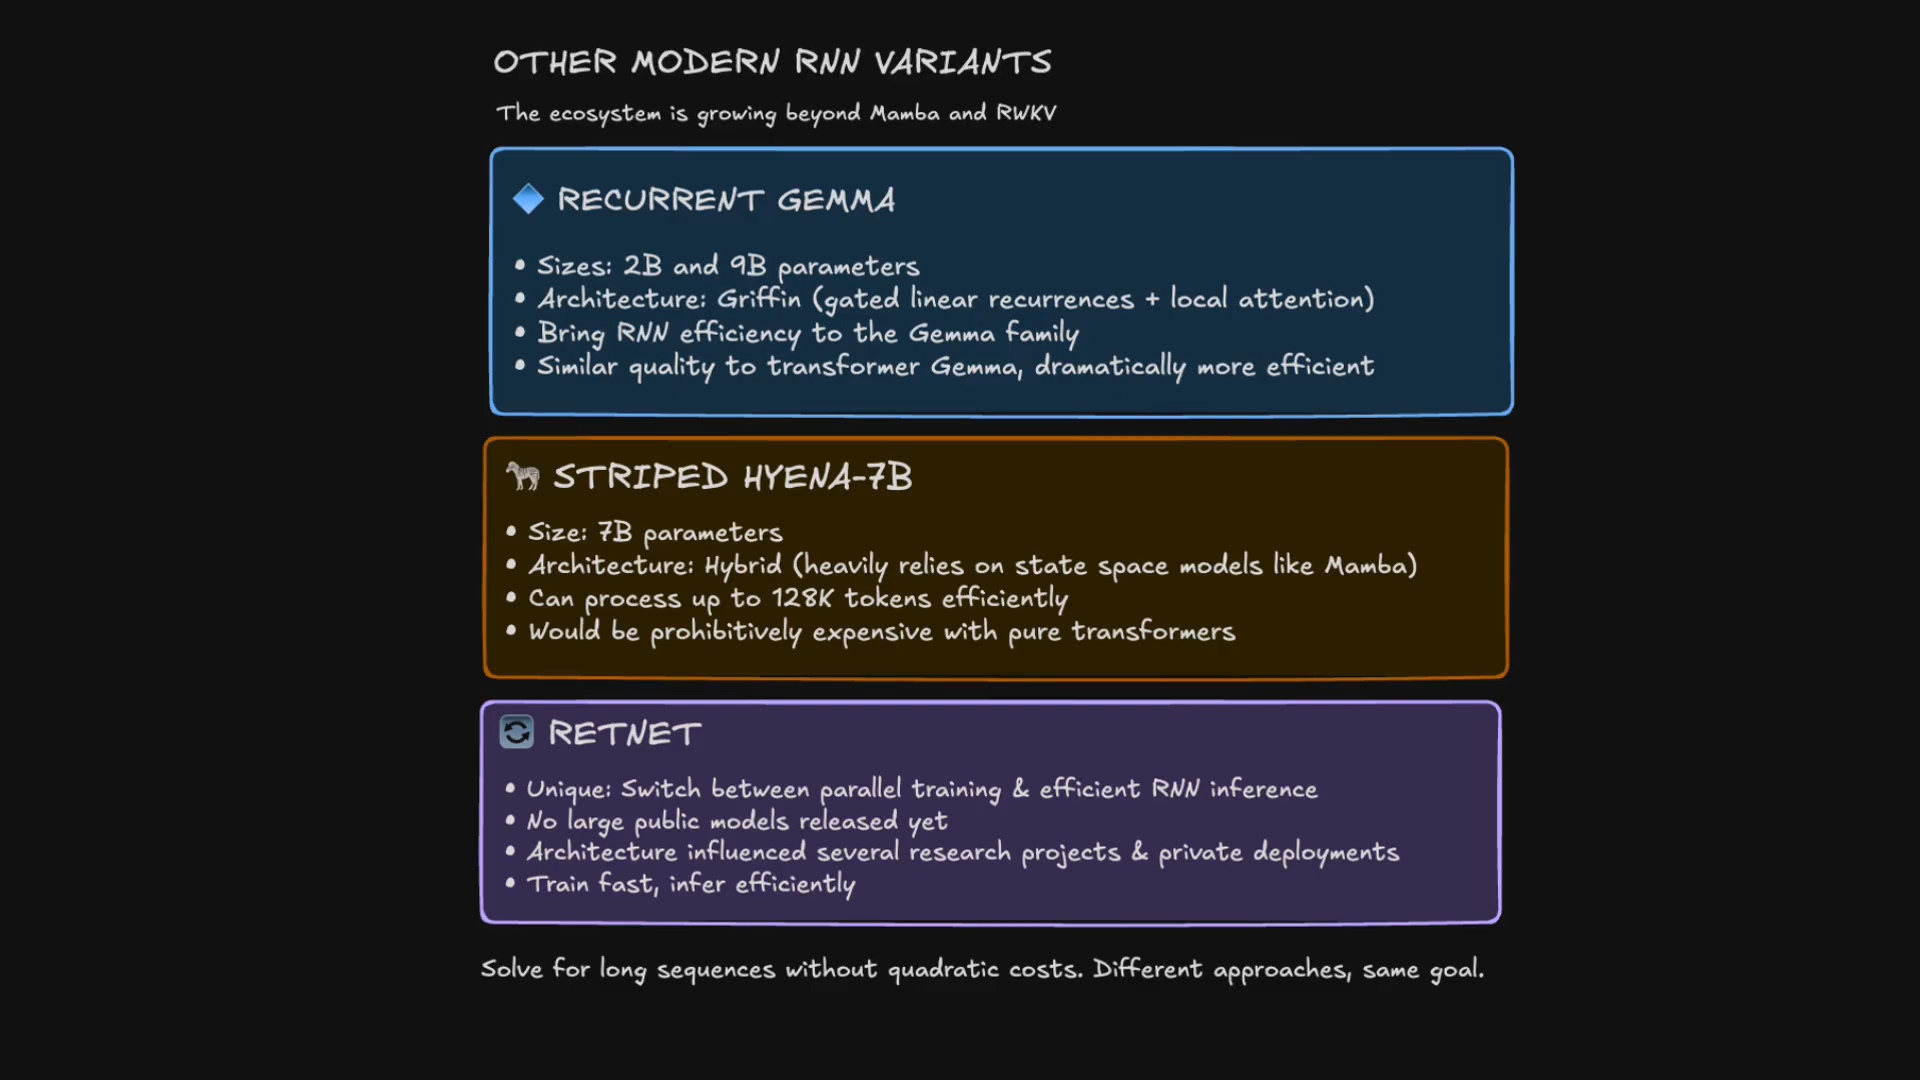 OTHER MODERN RNN VARIANTS
The ecosystem is growing beyond Mamba and RWKV
RECURRENT GEMMA
• Sizes: 2B and 9B parameters
• Architecture: Griffin (gated linear recurrences + local attention)
• Bring RNN efficiency to the Gemma family
• Similar quality to transformer Gemma, dramatically more efficient
STRIPED HYENA-7B
• Size: 7B parameters
• Architecture: Hybrid (heavily relies on state space models like Mamba)
• Can process up to 128K tokens efficiently
• Would be prohibitively expensive with pure transformers
RETNET
• Unique: Switch between parallel training & efficient RNN inference
• No large public models released yet
• Architecture influenced several research projects & private deployments
• Train fast, infer efficiently
Solve for long sequences without quadratic costs. Different approaches, same goal.